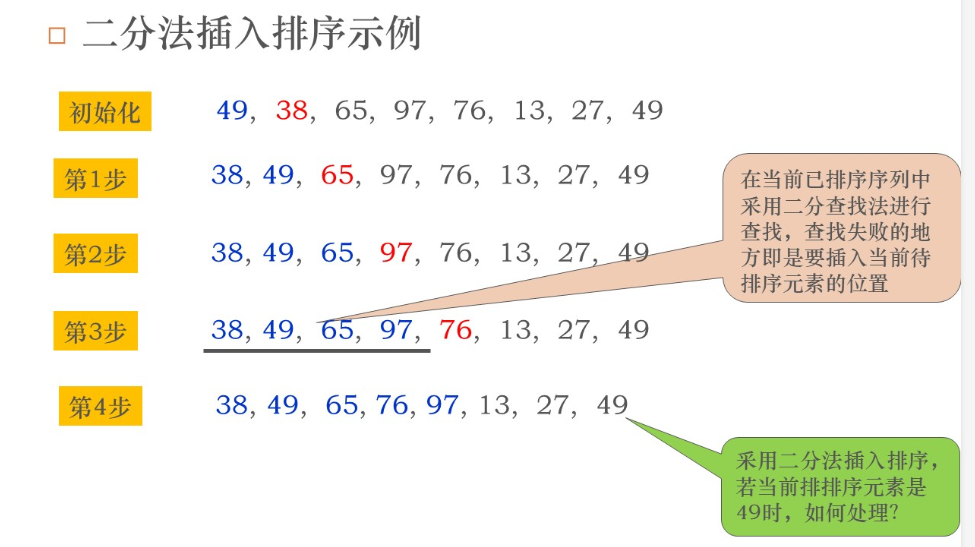 二分法插入排序示例
初始化 49, 38, 65, 97, 76, 13, 27, 49
第1步 38, 49, 65, 97, 76, 13, 27, 49
第2步 38, 49, 65, 97, 76, 13, 27, 49
第3步 38, 49, 65, 97, 76, 13, 27, 49
第4步 38, 49, 65, 76, 97, 13, 27, 49
在当前已排序序列中
采用二分查找法进行
查找，查找失败的地
方即是要插入当前待
排序元素的位置
采用二分法插入排序，
若当前排排序元素是
49时，如何处理？